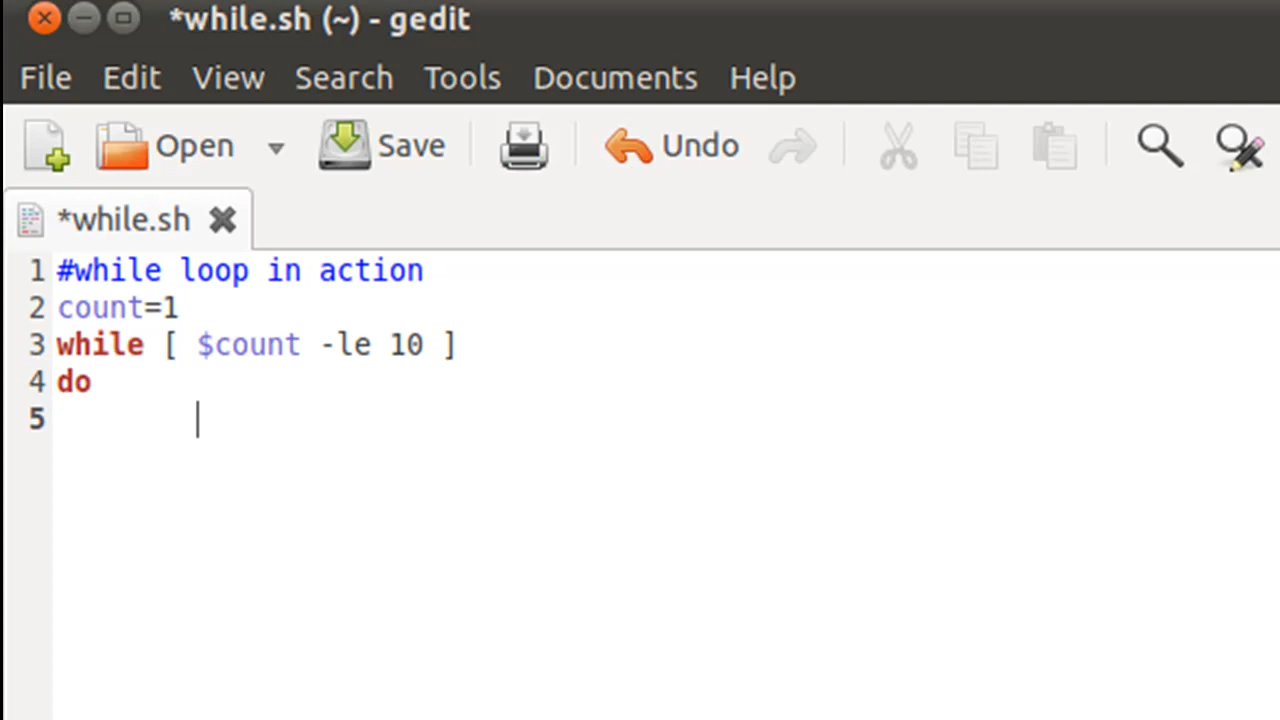 *while.sh (~) - gedit
File Edit View Search Tools Documents Help
Open Save Undo
*while.sh
1 #while loop in action
2 count=1
3 while [ $count -le 10 ]
4 do
5